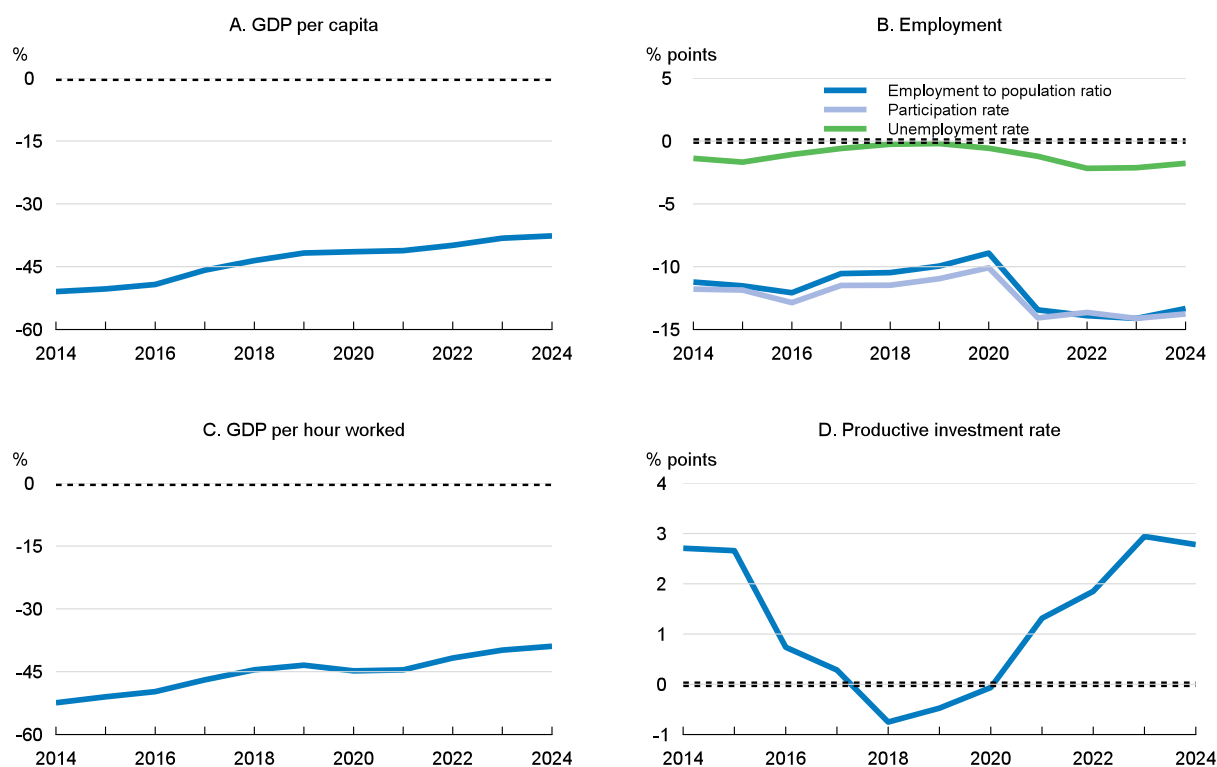 A. GDP per capita
%
0
-15
-30
-45
-60
2014 2016 2018 2020 2022 2024
B. Employment
% points
5
0
-5
-10
-15
Employment to population ratio
Participation rate
Unemployment rate
2014 2016 2018 2020 2022 2024
C. GDP per hour worked
%
0
-15
-30
-45
-60
2014 2016 2018 2020 2022 2024
D. Productive investment rate
% points
4
3
2
1
0
-1
2014 2016 2018 2020 2022 2024